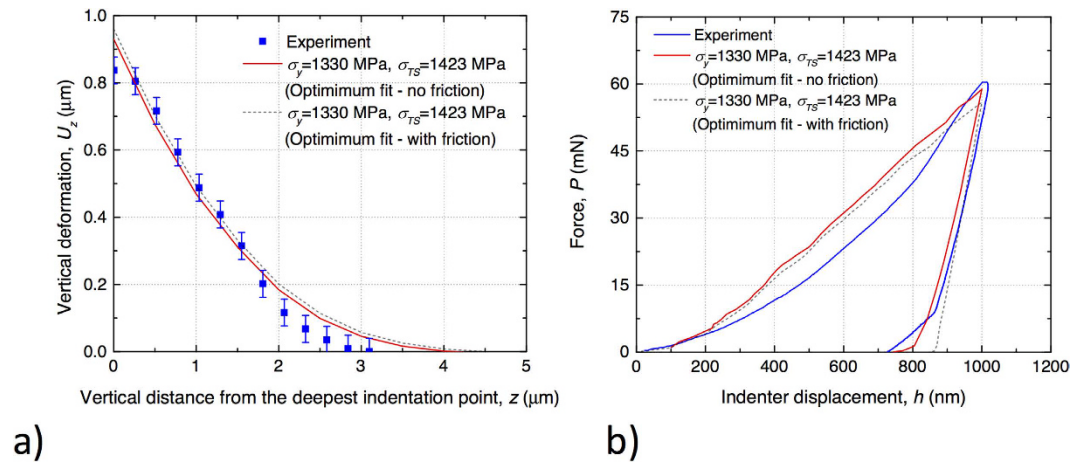 1.0
0.8
0.6
0.4
0.2
0.0
0
1
2
3
4
5
Vertical deformation, U_z (μm)
Vertical distance from the deepest indentation point, z (μm)
Experiment
σ_y=1330 MPa, σ_TS=1423 MPa
(Optimimum fit - no friction)
σ_y=1330 MPa, σ_TS=1423 MPa
(Optimimum fit - with friction)
a)
75
60
45
30
15
0
0
200
400
600
800
1000
1200
Force, P (mN)
Indenter displacement, h (nm)
Experiment
σ_y=1330 MPa, σ_TS=1423 MPa
(Optimimum fit - no friction)
σ_y=1330 MPa, σ_TS=1423 MPa
(Optimimum fit - with friction)
b)